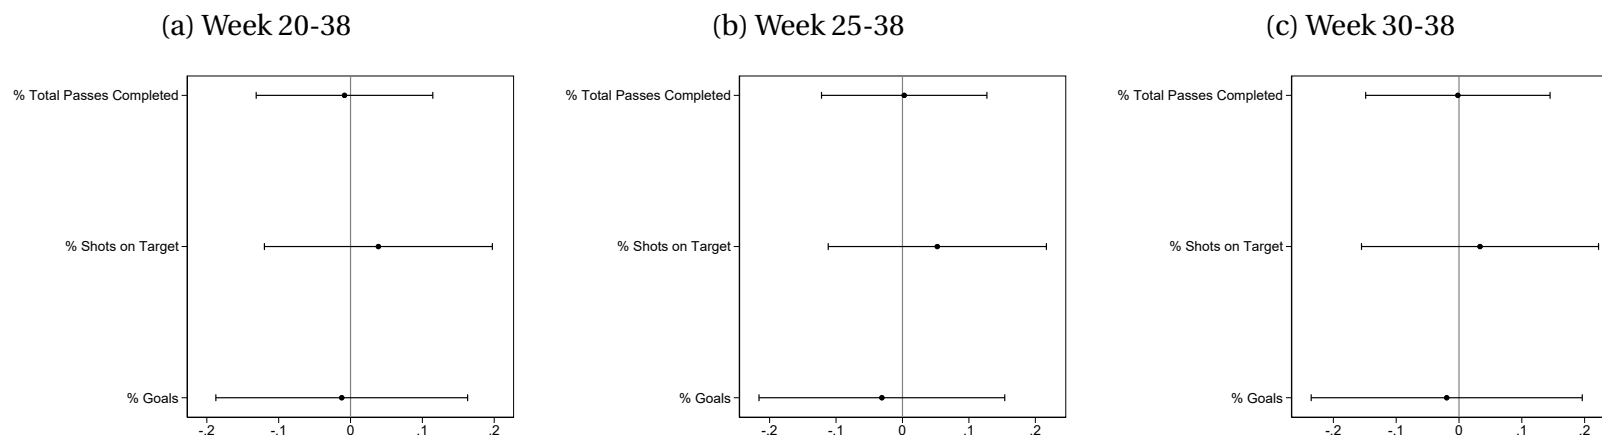 (a) Week 20-38
% Total Passes Completed
% Shots on Target
% Goals
-.2 -.1 0 .1 .2
(b) Week 25-38
% Total Passes Completed
% Shots on Target
% Goals
-.2 -.1 0 .1 .2
(c) Week 30-38
% Total Passes Completed
% Shots on Target
% Goals
-.2 -.1 0 .1 .2